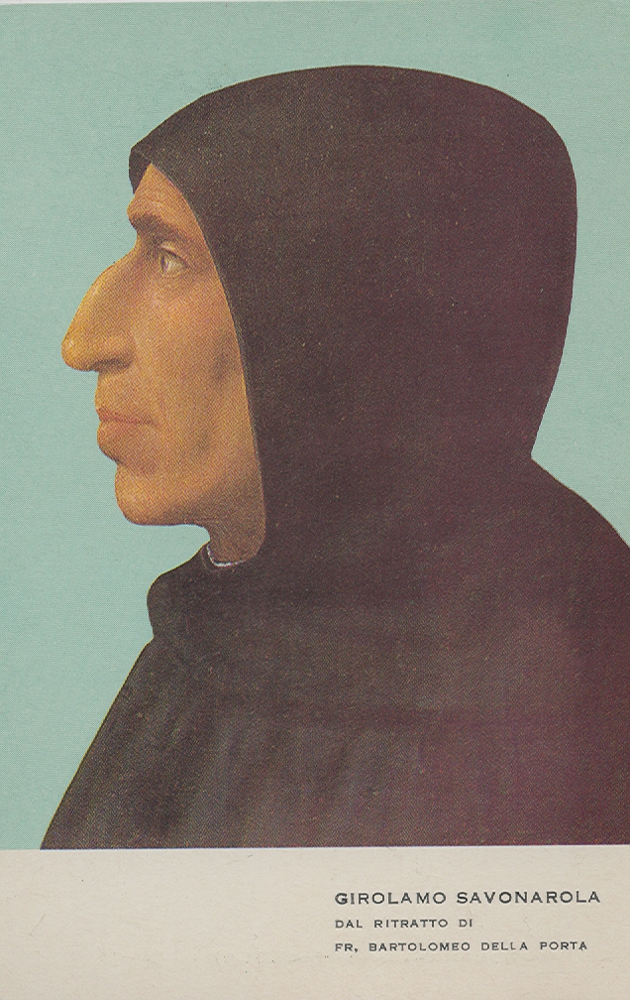 GIROLAMO SAVONAROLA
DAL RITRATTO DI
FR. BARTOLOMEO DELLA PORTA